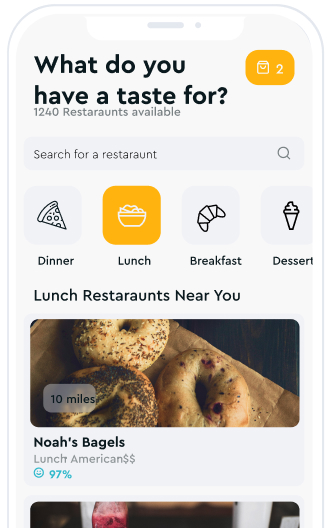 What do you
have a taste for?
2
1240 Restaraunts available
Search for a restaraunt
Dinner
Lunch
Breakfast
Dessert
Lunch Restaraunts Near You
10 miles
Noah's Bagels
Lunch American$$
97%